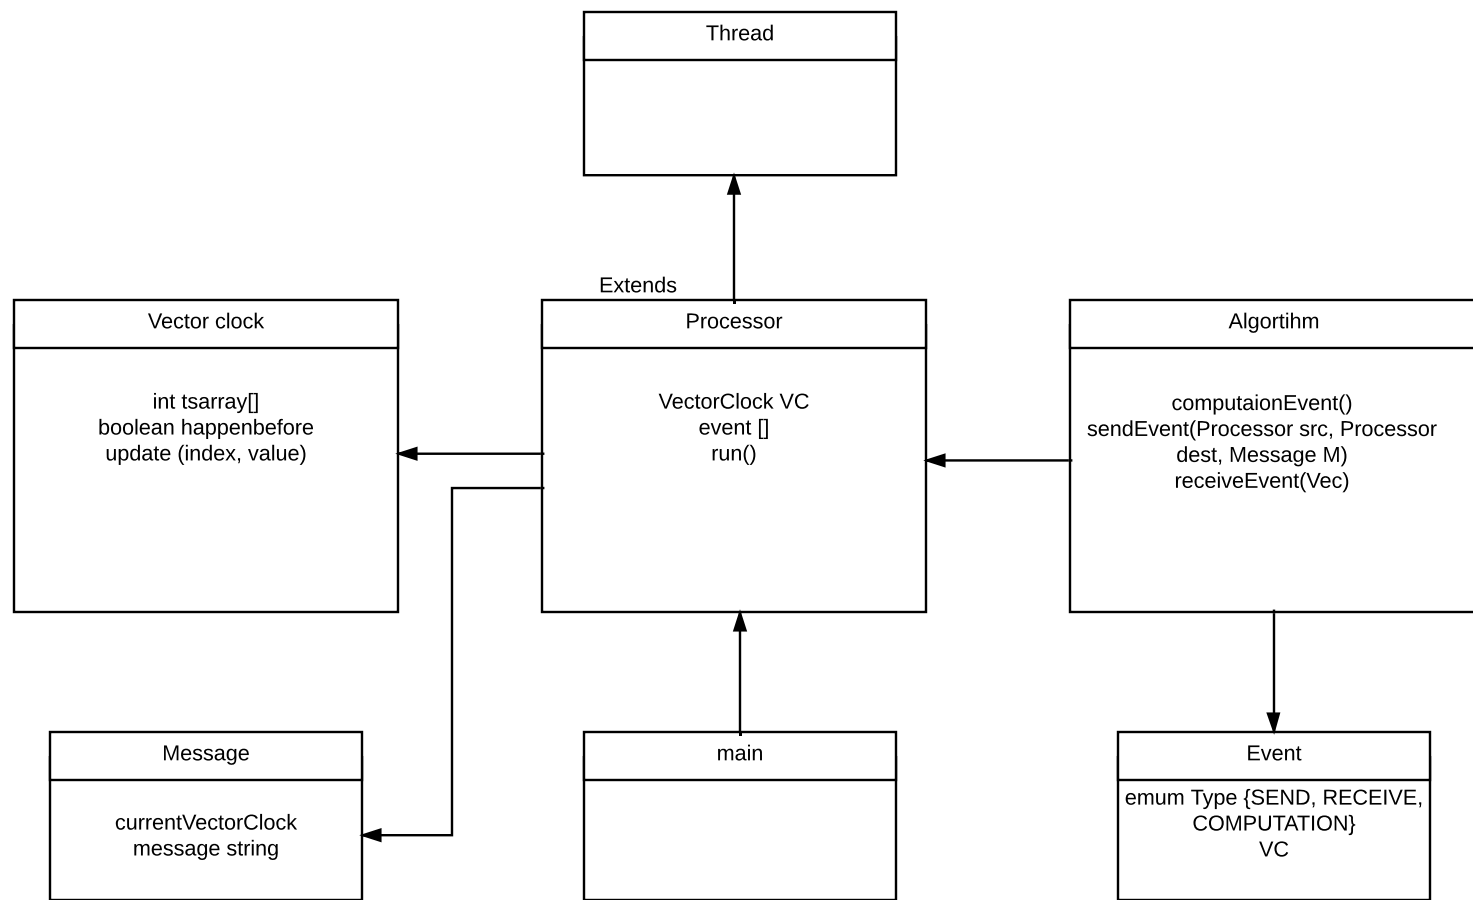 Thread
Extends
Vector clock
int tsarray[]
boolean happenbefore
update (index, value)
Processor
VectorClock VC
event []
run()
Algortihm
computaionEvent()
sendEvent(Processor src, Processor
dest, Message M)
receiveEvent(Vec)
Message
currentVectorClock
message string
main
Event
emum Type {SEND, RECEIVE,
COMPUTATION}
VC